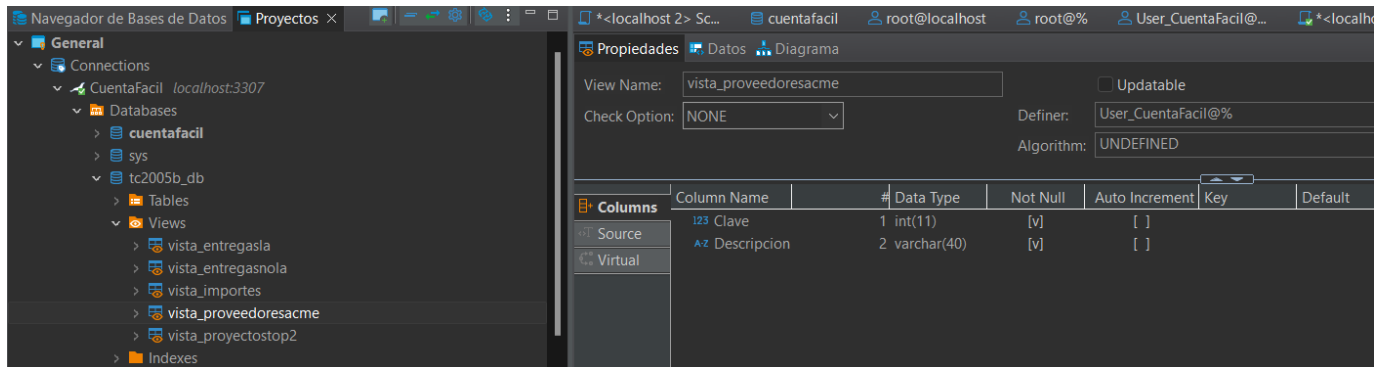 Navegador de Bases de Datos Proyectos
General
Connections
CuentaFacil localhost:3307
Databases
cuentafacil
sys
tc2005b_db
Tables
Views
vista_entregasla
vista_entregasnola
vista_importes
vista_proveedoresacme
vista_proyectostop2
Indexes
*<localhost 2> Sc... cuentafacil root@localhost root@% User_CuentaFacil@... *<localho
Propiedades Datos Diagrama
View Name: vista_proveedoresacme Updatable
Check Option: NONE Definer: User_CuentaFacil@%
Algorithm: UNDEFINED
Columns
Source
Virtual
Column Name # Data Type Not Null Auto Increment Key Default
123 Clave 1 int(11) [v] [ ]
A-Z Descripcion 2 varchar(40) [v] [ ]